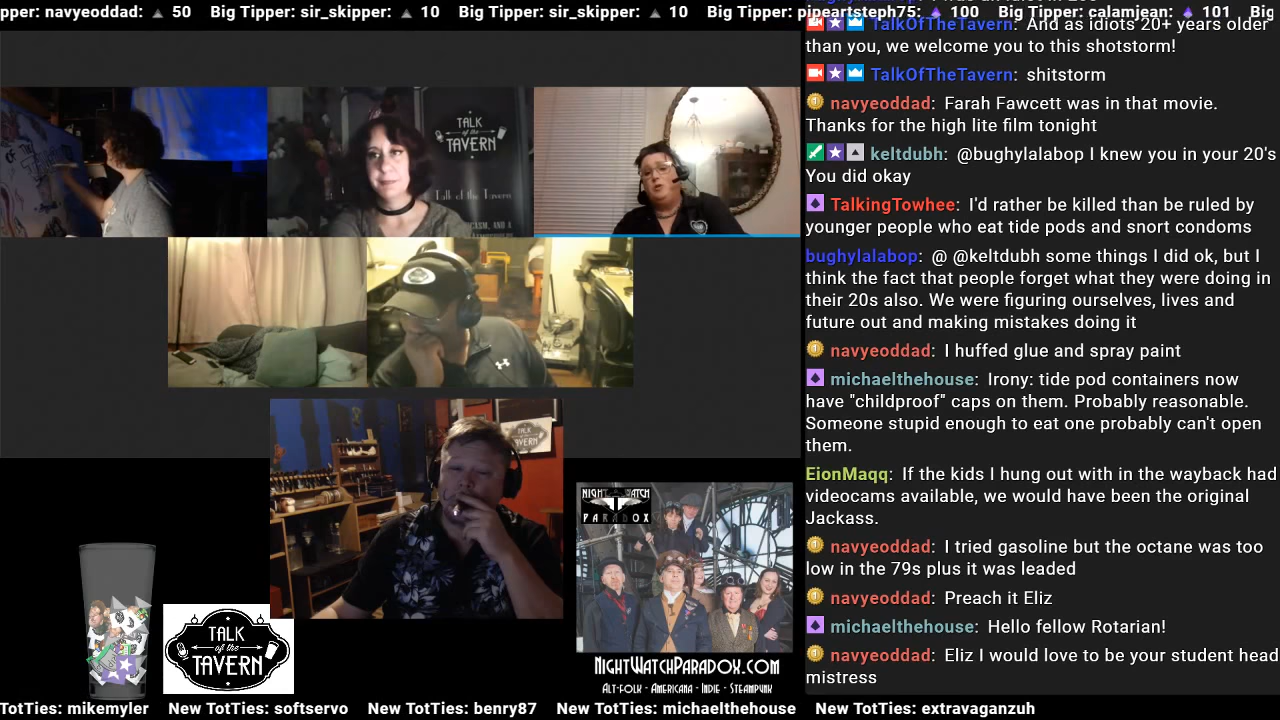 pper: navyeoddad: 50 Big Tipper: sir_skipper: 10 Big Tipper: sir_skipper: 10 Big Tipper: pipeartsteph75: 100 Big Tipper: calamjean: 101 Big
TalkOfTheTavern: And as idiots 20+ years older
than you, we welcome you to this shotstorm!
TalkOfTheTavern: shitstorm
navyeoddad: Farah Fawcett was in that movie.
Thanks for the high lite film tonight
keltdubh: @bughylalabop I knew you in your 20's
You did okay
TalkingTowhee: I'd rather be killed than be ruled by
younger people who eat tide pods and snort condoms
bughylalabop: @ @keltdubh some things I did ok, but I
think the fact that people forget what they were doing in
their 20s also. We were figuring ourselves, lives and
future out and making mistakes doing it
navyeoddad: I huffed glue and spray paint
michaelthehouse: Irony: tide pod containers now
have "childproof" caps on them. Probably reasonable.
Someone stupid enough to eat one probably can't open
them.
EionMaqq: If the kids I hung out with in the wayback had
videocams available, we would have been the original
Jackass.
navyeoddad: I tried gasoline but the octane was too
low in the 79s plus it was leaded
navyeoddad: Preach it Eliz
michaelthehouse: Hello fellow Rotarian!
navyeoddad: Eliz I would love to be your student head
mistress
TALK
of the
TAVERN
Talk of the Tavern
TALK
TAVERN
NIGHT WATCH
PARADOX
TALK
of the
TAVERN
NIGHTWATCHPARADOX.COM
ALT-FOLK - AMERICANA - INDIE - STEAMPUNK
TotTies: mikemyler New TotTies: softservo New TotTies: benry87 New TotTies: michaelthehouse New TotTies: extravaganzuh